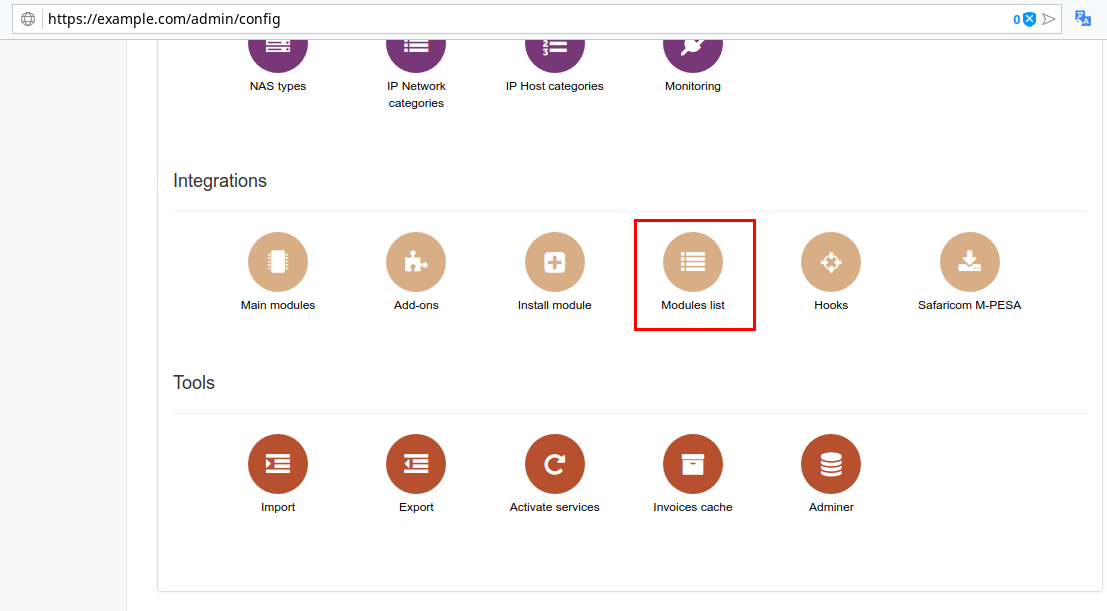 https://example.com/admin/config
0
NAS types
IP Network
categories
IP Host categories
Monitoring
Integrations
Main modules
Add-ons
Install module
Modules list
Hooks
Safaricom M-PESA
Tools
Import
Export
Activate services
Invoices cache
Adminer